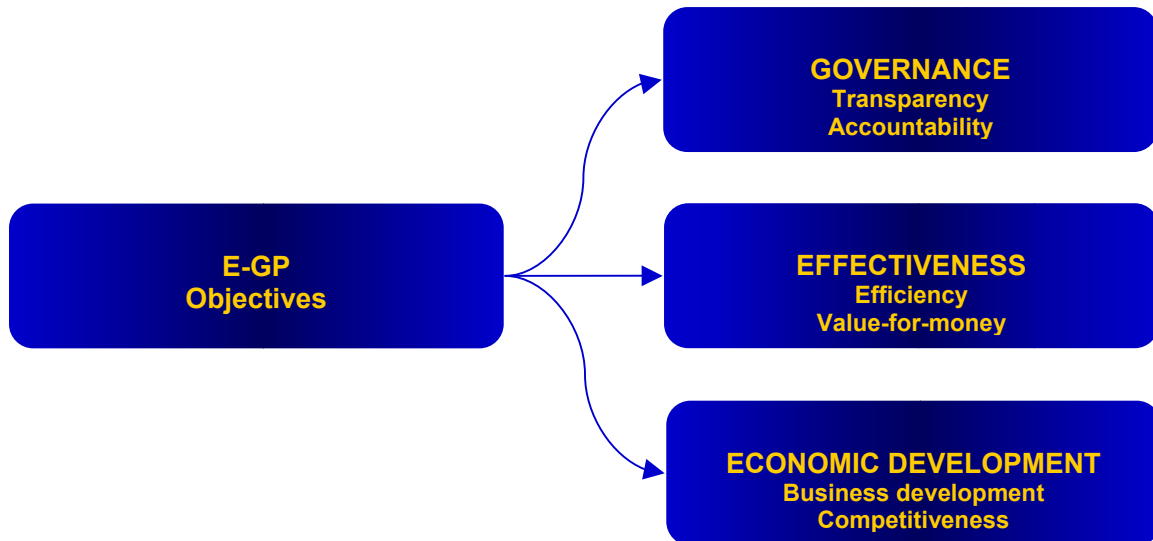 E-GP
Objectives
GOVERNANCE
Transparency
Accountability
EFFECTIVENESS
Efficiency
Value-for-money
ECONOMIC DEVELOPMENT
Business development
Competitiveness